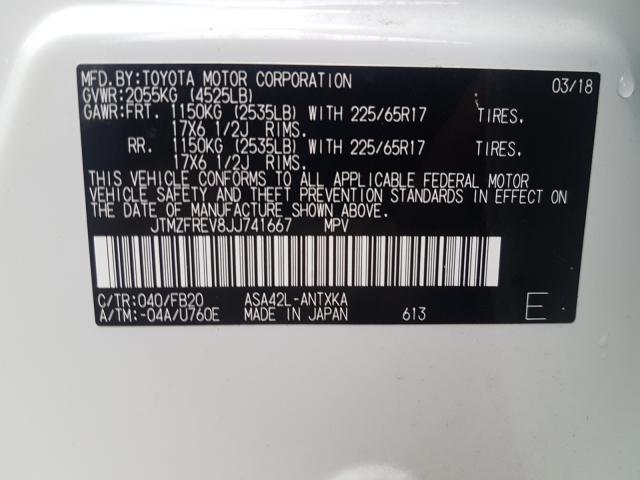 MFD. BY: TOYOTA MOTOR CORPORATION 03/18
GVWR: 2055KG (4525LB)
GAWR: FRT. 1150KG (2535LB) WITH 225/65R17 TIRES.
17X6 1/2J RIMS.
RR. 1150KG (2535LB) WITH 225/65R17 TIRES.
17X6 1/2J RIMS.
THIS VEHICLE CONFORMS TO ALL APPLICABLE FEDERAL MOTOR
VEHICLE SAFETY AND THEFT PREVENTION STANDARDS IN EFFECT ON
THE DATE OF MANUFACTURE SHOWN ABOVE.
JTMZFREV8JJ741667 MPV
C/TR: 040/FB20 ASA42L-ANTXKA
A/TM: -04A/U760E MADE IN JAPAN 613 E